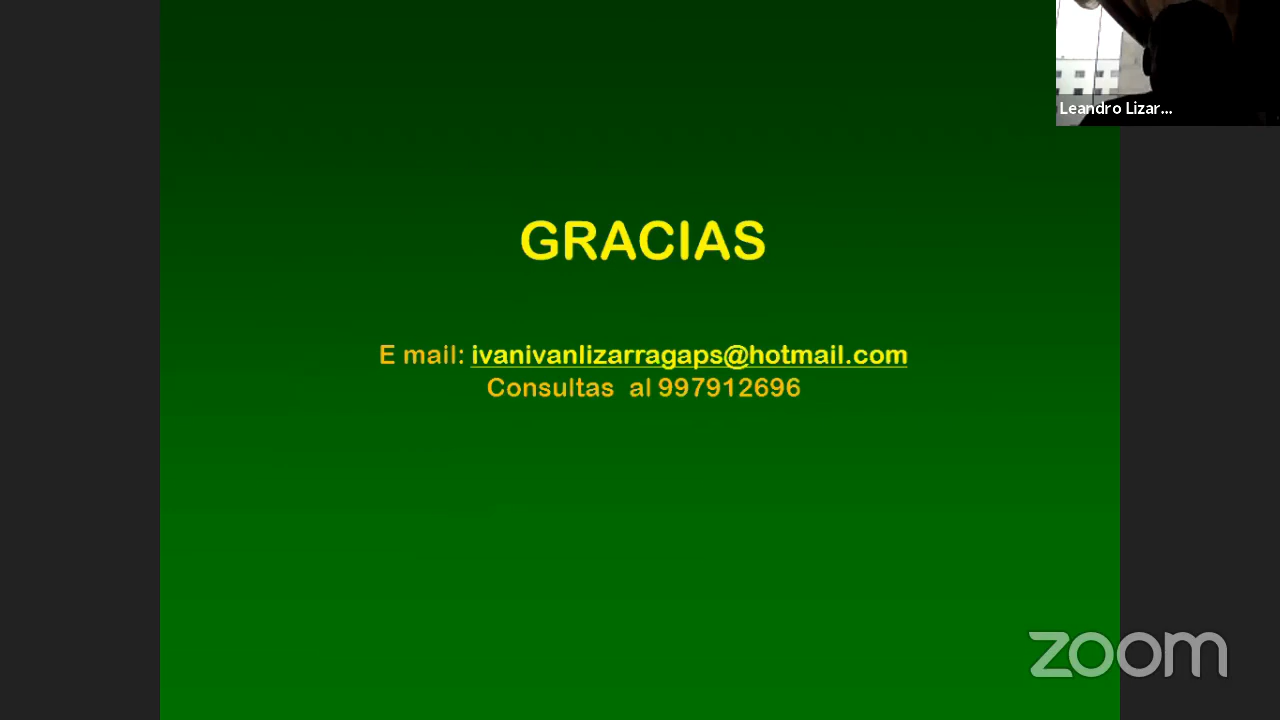 Leandro Lizar...
GRACIAS
E mail: ivanivanlizarragaps@hotmail.com
Consultas al 997912696
zoom